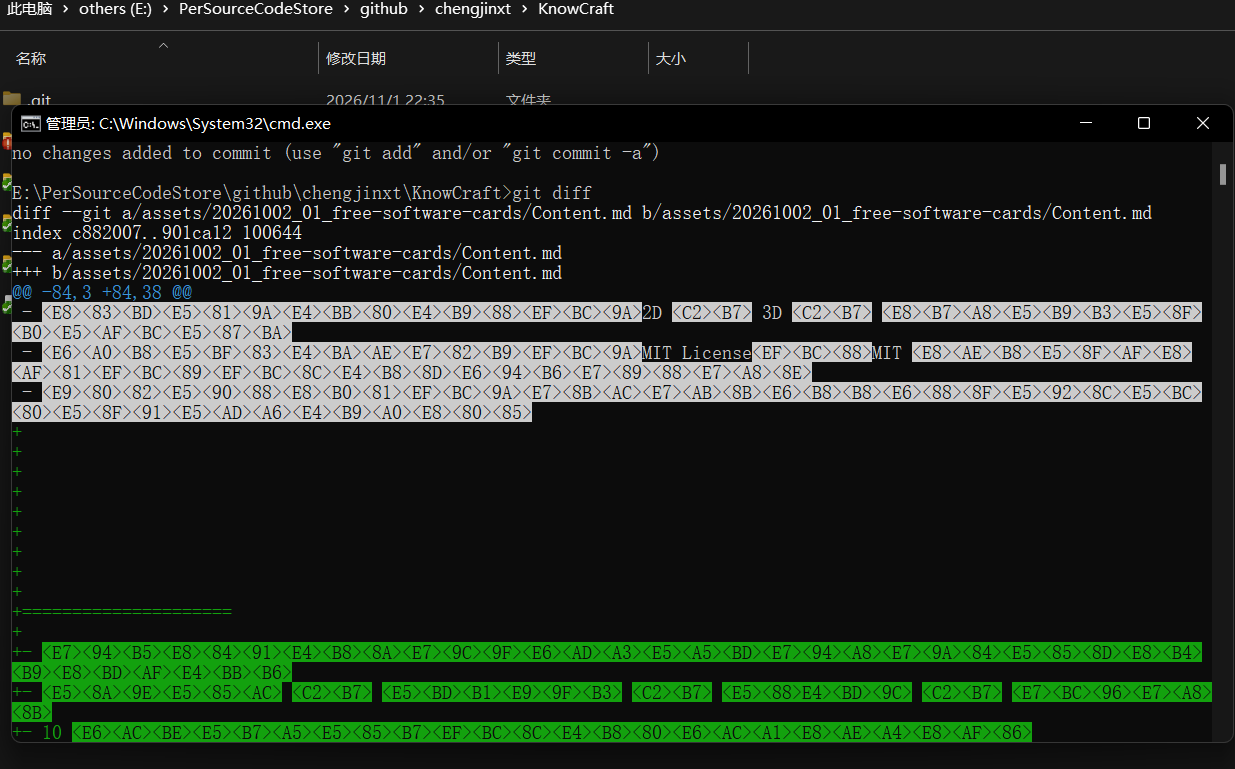 此电脑 > others (E:) > PerSourceCodeStore > github > chengjinxt > KnowCraft
名称 修改日期 类型 大小
.git 2026/11/1 22:35 文件夹
管理员: C:\Windows\System32\cmd.exe
no changes added to commit (use "git add" and/or "git commit -a")
E:\PerSourceCodeStore\github\chengjinxt\KnowCraft>git diff
diff --git a/assets/20261002_01_free-software-cards/Content.md b/assets/20261002_01_free-software-cards/Content.md
index c882007..901ca12 100644
--- a/assets/20261002_01_free-software-cards/Content.md
+++ b/assets/20261002_01_free-software-cards/Content.md
@@ -84,3 +84,38 @@
 - <E8><83><BD><E5><81><9A><E4><BB><80><E4><B9><88><EF><BC><9A>2D <C2><B7> 3D <C2><B7> <E8><B7><A8><E5><B9><B3><E5><8F>
<B0><E5><AF><BC><E5><87><BA>
 - <E6><A0><B8><E5><BF><83><E4><BA><AE><E7><82><B9><EF><BC><9A>MIT License<EF><BC><88>MIT <E8><AE><B8><E5><8F><AF><E8>
<AF><81><EF><BC><89><EF><BC><8C><E4><B8><8D><E6><94><B6><E7><89><88><E7><A8><8E>
 - <E9><80><82><E5><90><88><E8><B0><81><EF><BC><9A><E7><8B><AC><E7><AB><8B><E6><B8><B8><E6><88><8F><E5><92><8C><E5><BC>
<80><E5><8F><91><E5><AD><A6><E4><B9><A0><E8><80><85>
+
+
+
+
+
+
+
+
+
+=====================
+
+- <E7><94><B5><E8><84><91><E4><B8><8A><E7><9C><9F><E6><AD><A3><E5><A5><BD><E7><94><A8><E7><9A><84><E5><85><8D><E8><B4>
<B9><E8><BD><AF><E4><BB><B6>
+- <E5><8A><9E><E5><85><AC> <C2><B7> <E5><BD><B1><E9><9F><B3> <C2><B7> <E5><88><E4><BD><9C> <C2><B7> <E7><BC><96><E7><A8>
<8B>
+- 10 <E6><AC><BE><E5><B7><A5><E5><85><B7><EF><BC><8C><E4><B8><80><E6><AC><A1><E8><AE><A4><E8><AF><86>